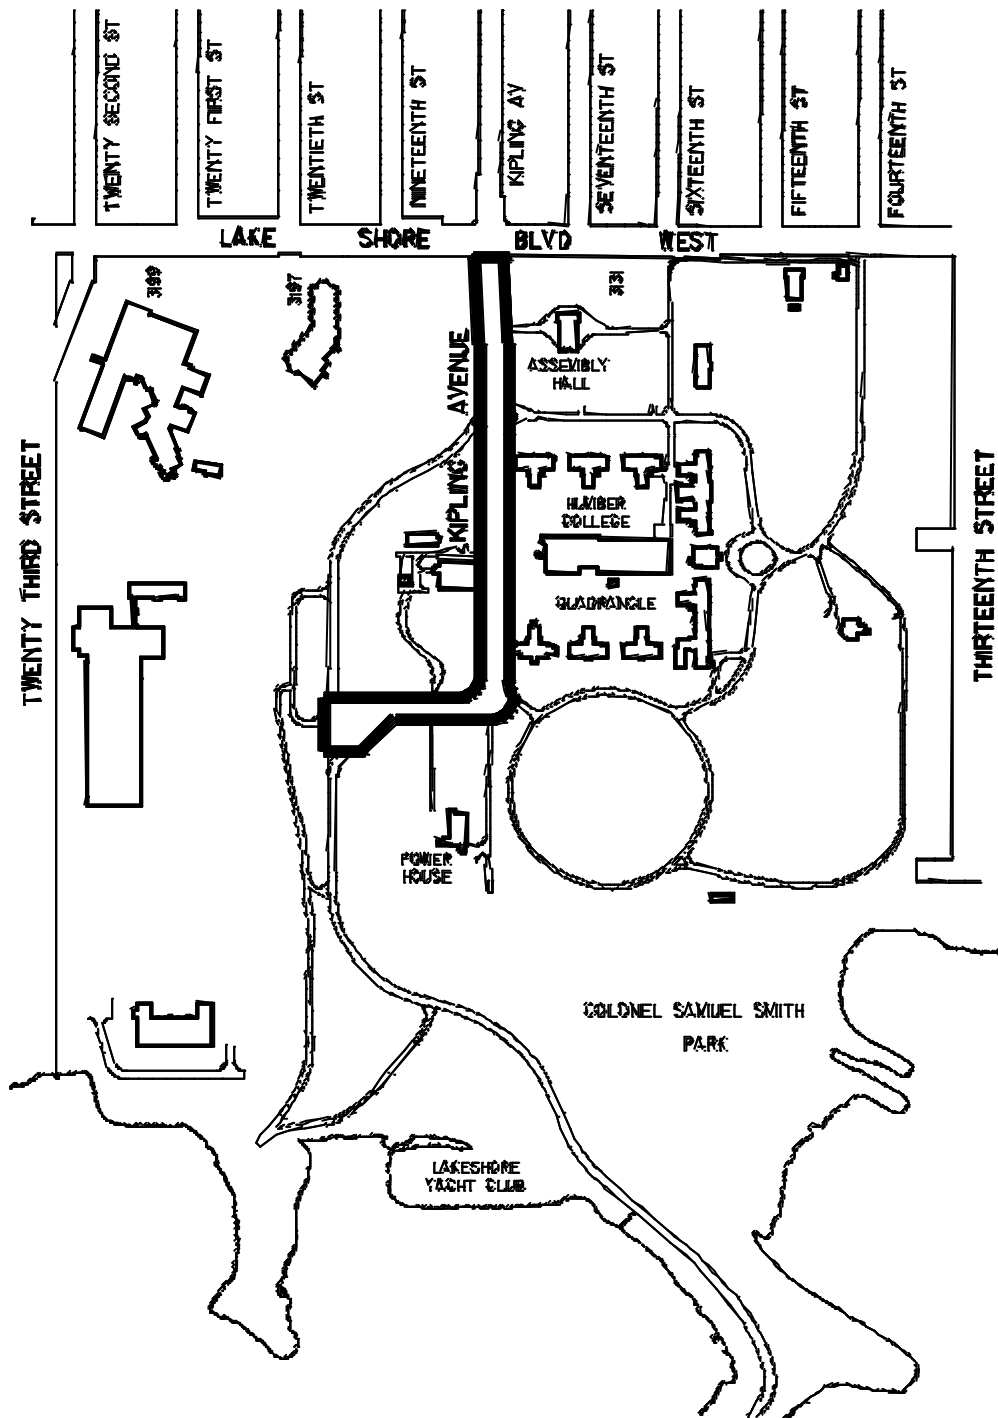 TWENTY SECOND ST
TWENTY FIRST ST
TWENTIETH ST
NINETEENTH ST
KIPLING AV
SEVENTEENTH ST
SIXTEENTH ST
FIFTEENTH ST
FOURTEENTH ST
LAKE SHORE BLVD WEST
3199
3197
3131
KIPLING AVENUE
ASSEMBLY
HALL
TWENTY THIRD STREET
THIRTEENTH STREET
HUMBER
COLLEGE
QUADRANGLE
POWER
HOUSE
COLONEL SAMUEL SMITH
PARK
LAKESHORE
YACHT CLUB